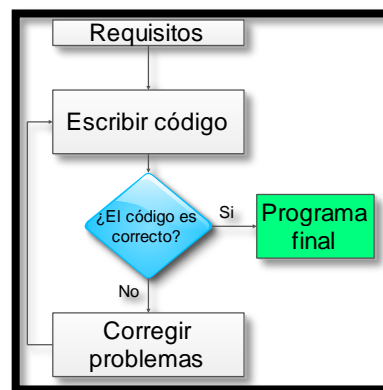 Requisitos
Escribir código
¿El código es
correcto?
Si
Programa
final
No
Corregir
problemas